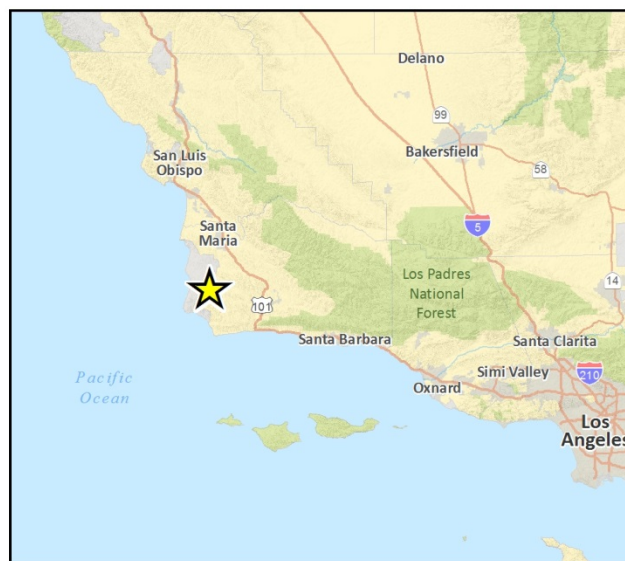 Delano
99
Bakersfield
58
San Luis
Obispo
Santa
Maria
5
Los Padres
National
Forest
14
101
Santa Barbara
Santa Clarita
Simi Valley
210
Oxnard
Pacific
Ocean
Los
Angeles